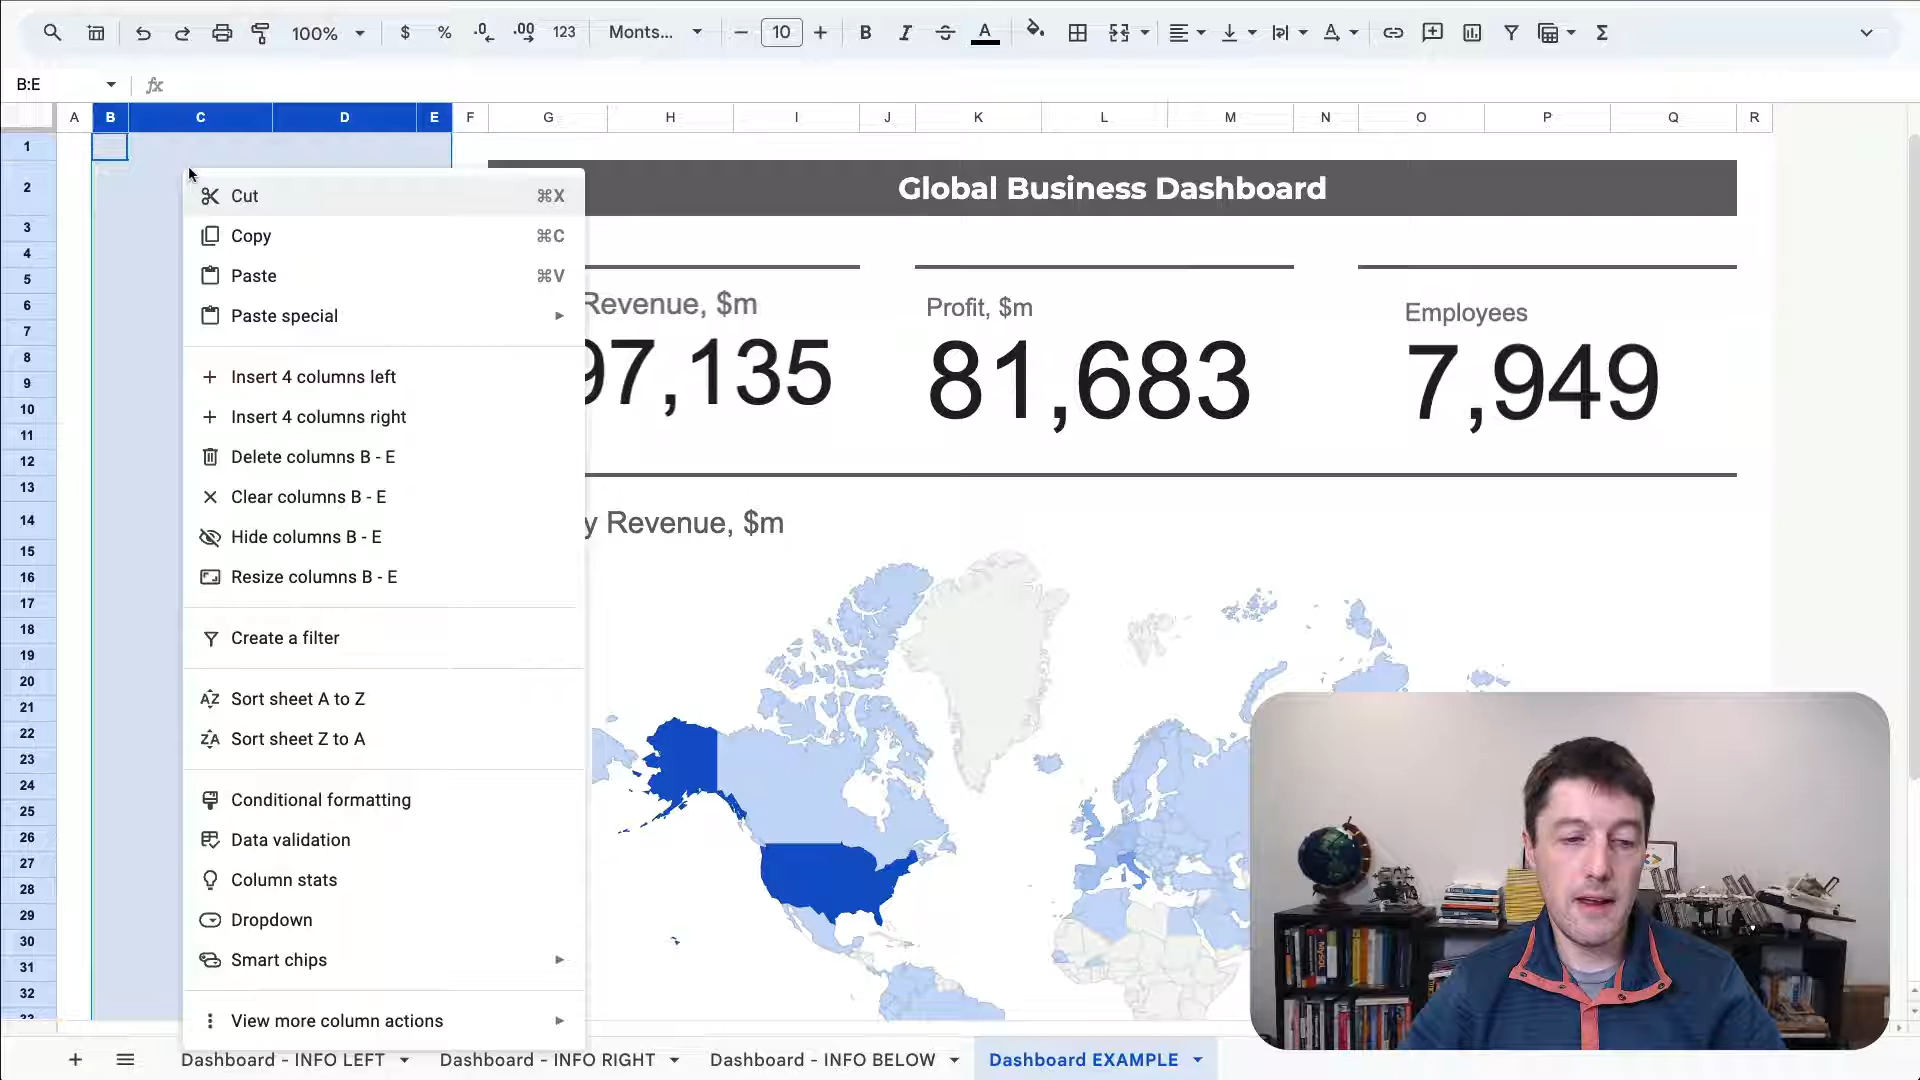 100%
$
%
.0
.00
123
Monts...
10
B
I
A
Σ
B:E
fx
A
B
C
D
E
F
G
H
I
J
K
L
M
N
O
P
Q
R
1
2
3
4
5
6
7
8
9
10
11
12
13
14
15
16
17
18
19
20
21
22
23
24
25
26
27
28
29
30
31
32
33
Cut ⌘X
Copy ⌘C
Paste ⌘V
Paste special
Insert 4 columns left
Insert 4 columns right
Delete columns B - E
Clear columns B - E
Hide columns B - E
Resize columns B - E
Create a filter
Sort sheet A to Z
Sort sheet Z to A
Conditional formatting
Data validation
Column stats
Dropdown
Smart chips
View more column actions
Global Business Dashboard
Revenue, $m
97,135
Profit, $m
81,683
Employees
7,949
y Revenue, $m
Dashboard - INFO LEFT
Dashboard - INFO RIGHT
Dashboard - INFO BELOW
Dashboard EXAMPLE